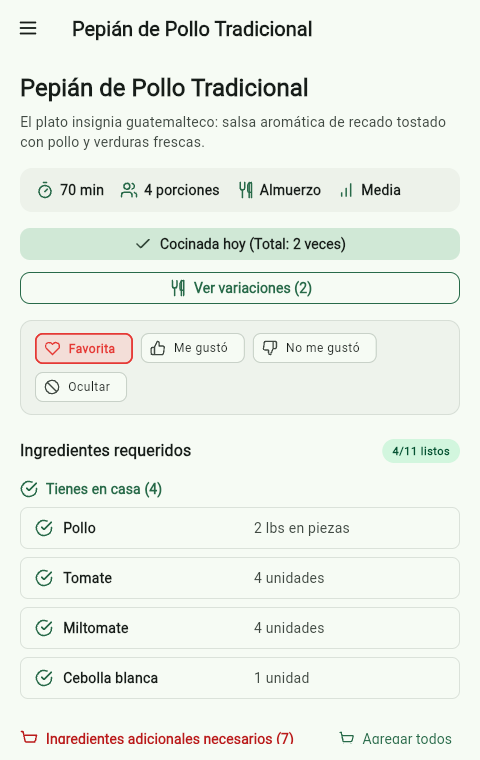 Pepián de Pollo Tradicional
Pepián de Pollo Tradicional
El plato insignia guatemalteco: salsa aromática de recado tostado
con pollo y verduras frescas.
70 min 4 porciones Almuerzo Media
Cocinada hoy (Total: 2 veces)
Ver variaciones (2)
Favorita Me gustó No me gustó
Ocultar
Ingredientes requeridos 4/11 listos
Tienes en casa (4)
Pollo 2 lbs en piezas
Tomate 4 unidades
Miltomate 4 unidades
Cebolla blanca 1 unidad
Ingredientes adicionales necesarios (7) Agregar todos